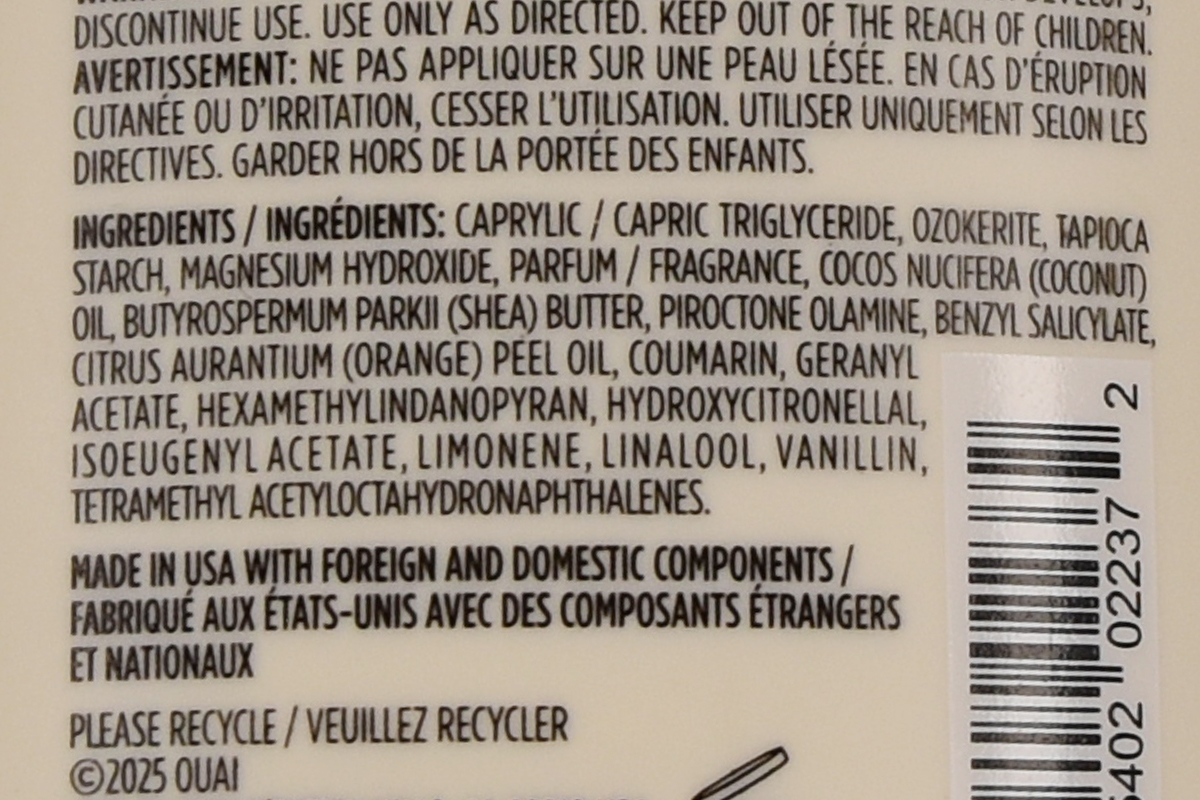 DISCONTINUE USE. USE ONLY AS DIRECTED. KEEP OUT OF THE REACH OF CHILDREN.
AVERTISSEMENT: NE PAS APPLIQUER SUR UNE PEAU LÉSÉE. EN CAS D'ÉRUPTION
CUTANÉE OU D'IRRITATION, CESSER L'UTILISATION. UTILISER UNIQUEMENT SELON LES
DIRECTIVES. GARDER HORS DE LA PORTÉE DES ENFANTS.
INGREDIENTS / INGRÉDIENTS: CAPRYLIC / CAPRIC TRIGLYCERIDE, OZOKERITE, TAPIOCA
STARCH, MAGNESIUM HYDROXIDE, PARFUM / FRAGRANCE, COCOS NUCIFERA (COCONUT)
OIL, BUTYROSPERMUM PARKII (SHEA) BUTTER, PIROCTONE OLAMINE, BENZYL SALICYLATE,
CITRUS AURANTIUM (ORANGE) PEEL OIL, COUMARIN, GERANYL
ACETATE, HEXAMETHYLINDANOPYRAN, HYDROXYCITRONELLAL,
ISOEUGENYL ACETATE, LIMONENE, LINALOOL, VANILLIN,
TETRAMETHYL ACETYLOCTAHYDRONAPHTHALENES.
MADE IN USA WITH FOREIGN AND DOMESTIC COMPONENTS /
FABRIQUÉ AUX ÉTATS-UNIS AVEC DES COMPOSANTS ÉTRANGERS
ET NATIONAUX
PLEASE RECYCLE / VEUILLEZ RECYCLER
©2025 OUAI
5402 02237 2